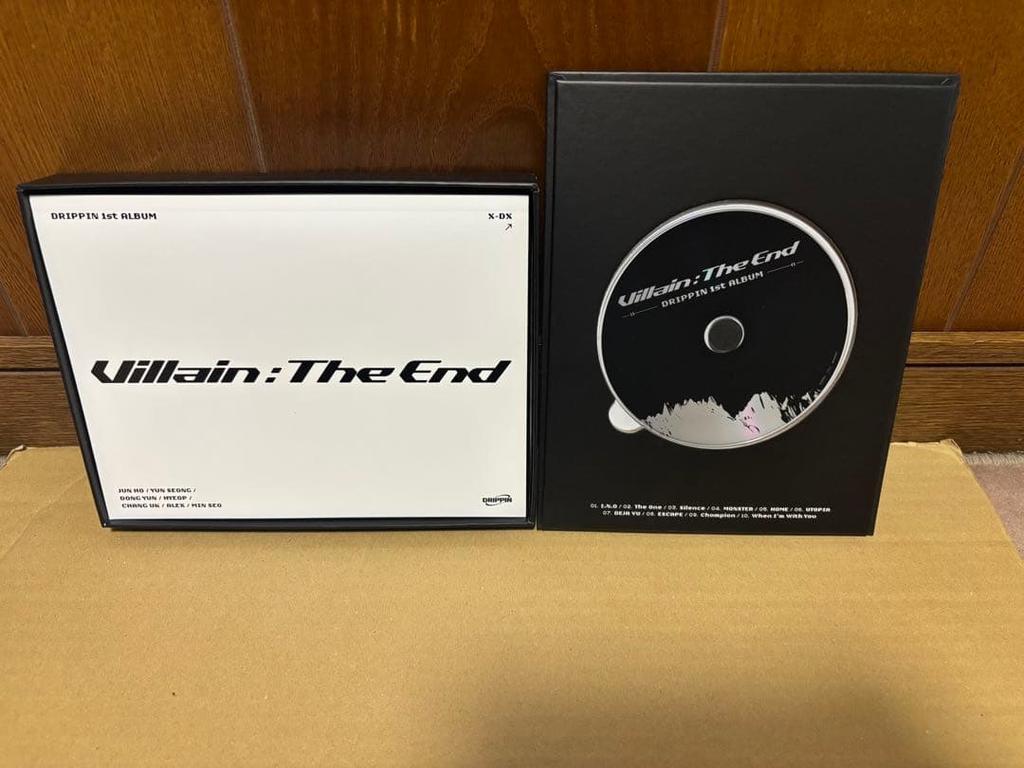 DRIPPIN 1st ALBUM
X-DX
Villain : The End
JUN HO / YUN SEONG /
DONG YUN / HYEOP /
CHANG UK / ALEX / MIN SEO
DRIPPIN
Villain : The End
DRIPPIN 1st ALBUM
01. I.N.O / 02. The One / 03. Silence / 04. MONSTER / 05. HOME / 06. UTOPIA
07. DEJA VU / 08. ESCAPE / 09. Champion / 10. When I'm With You